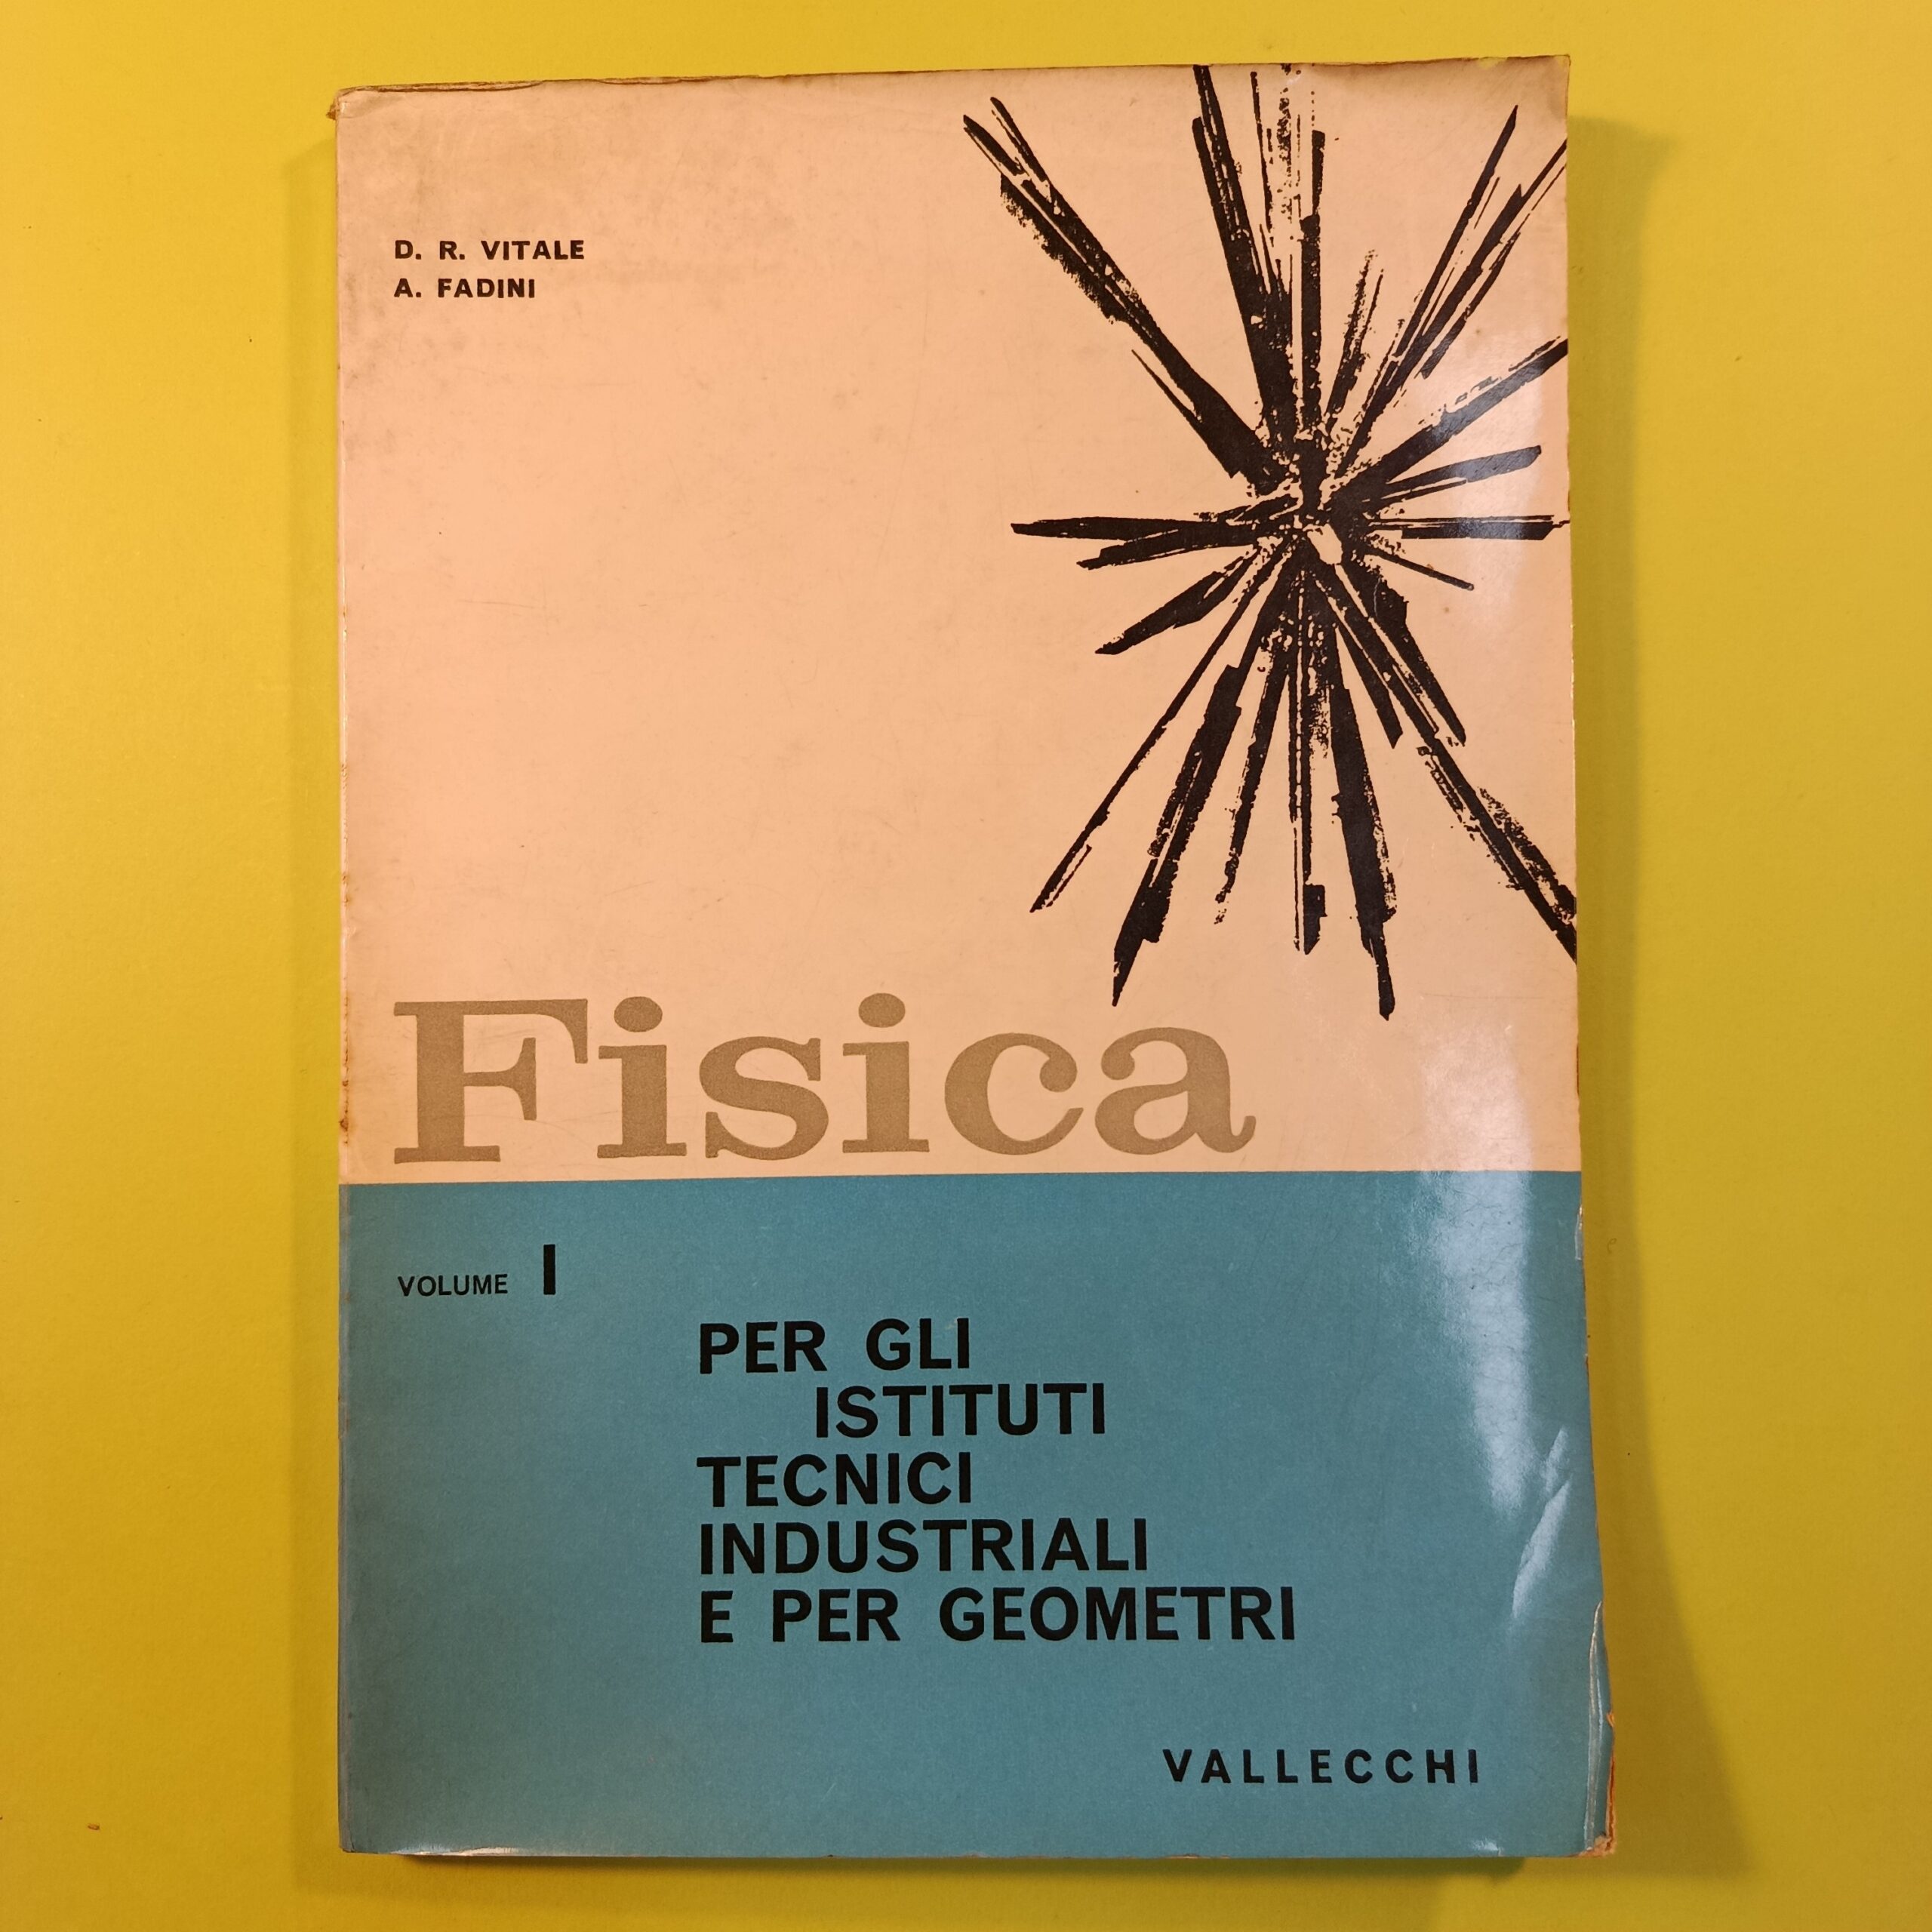 D. R. VITALE
A. FADINI
Fisica
VOLUME I
PER GLI
ISTITUTI
TECNICI
INDUSTRIALI
E PER GEOMETRI
VALLECCHI